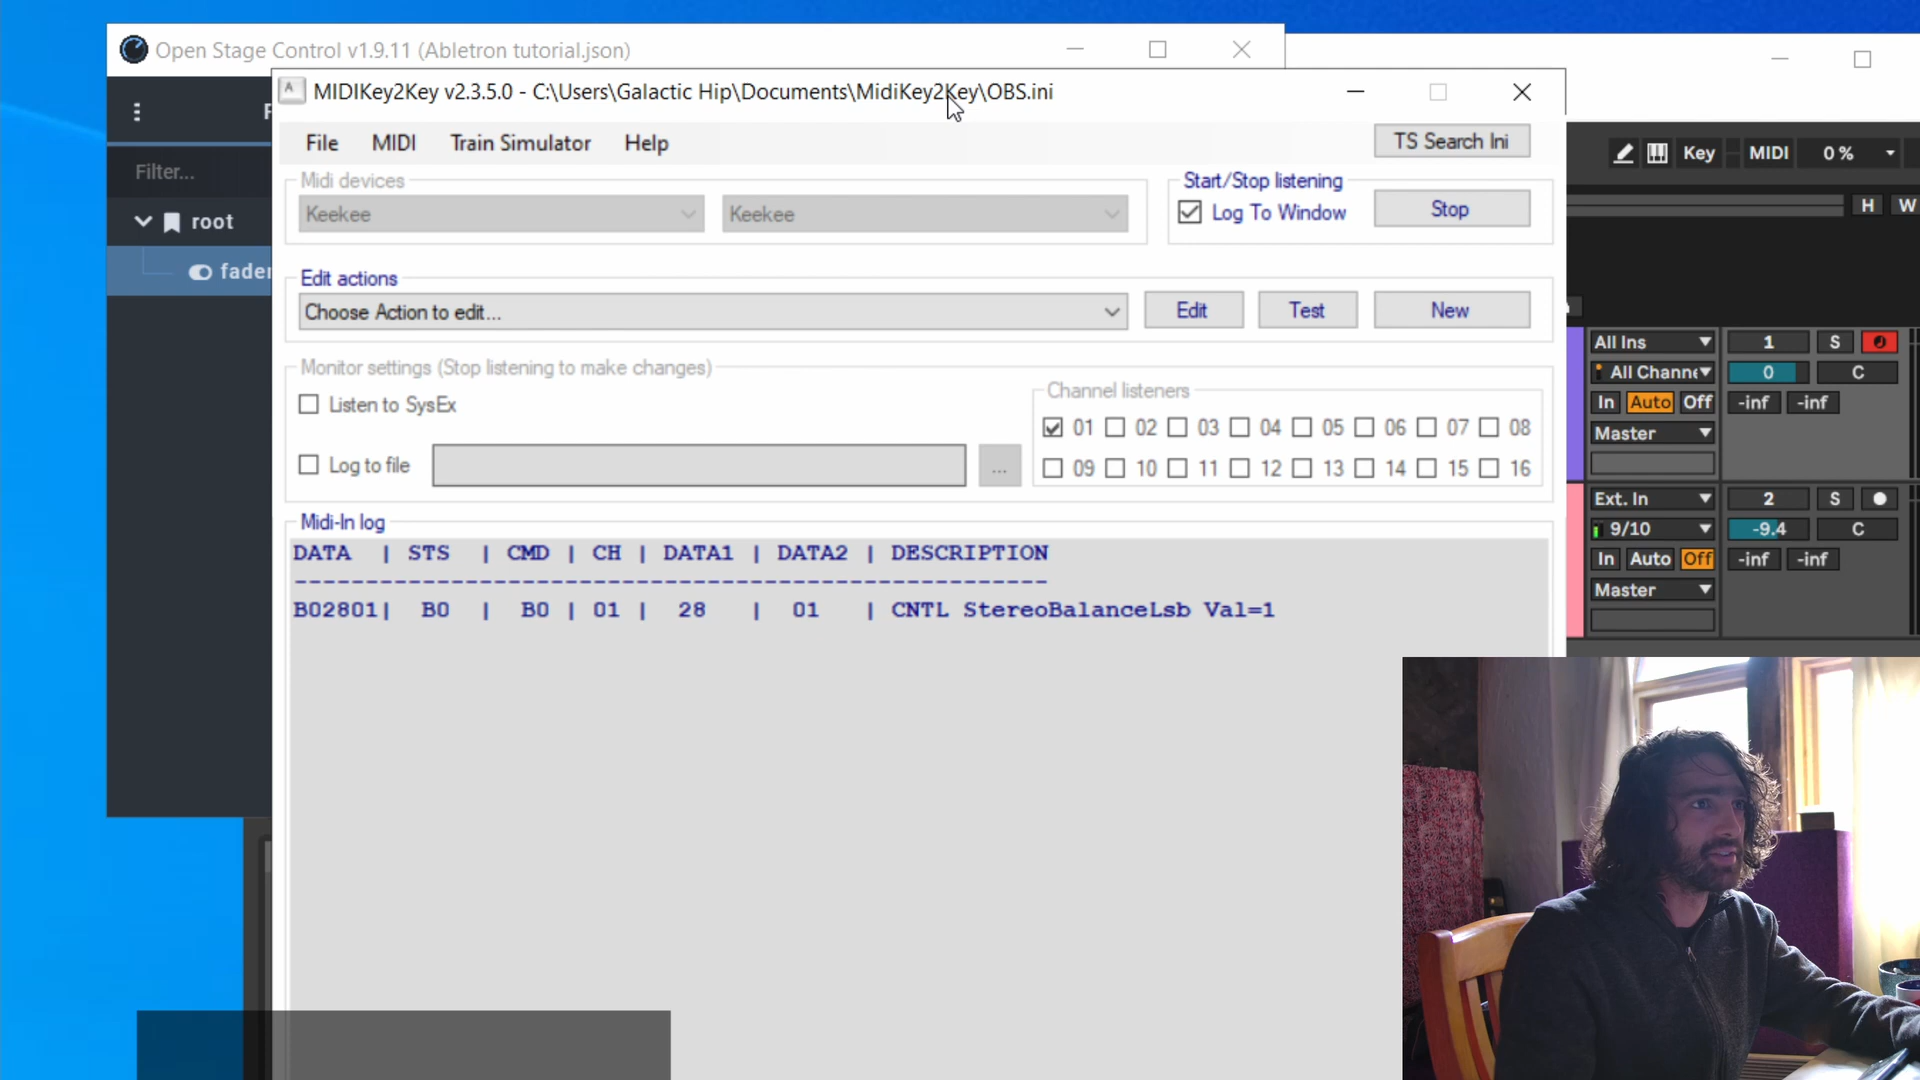 Open Stage Control v1.9.11 (Abletron tutorial.json)
MIDIKey2Key v2.3.5.0 - C:\Users\Galactic Hip\Documents\MidiKey2Key\OBS.ini
File MIDI Train Simulator Help
TS Search Ini
Midi devices
Keekee
Keekee
Start/Stop listening
Log To Window
Stop
Edit actions
Choose Action to edit...
Edit
Test
New
Monitor settings (Stop listening to make changes)
Listen to SysEx
Log to file
...
Channel listeners
01 02 03 04 05 06 07 08
09 10 11 12 13 14 15 16
Midi-In log
DATA | STS | CMD | CH | DATA1 | DATA2 | DESCRIPTION
-----------------------------------------------------
B02801| B0 | B0 | 01 | 28 | 01 | CNTL StereoBalanceLsb Val=1
Filter...
root
fader
Key MIDI 0 %
H W
All Ins 1 S
All Channe 0 C
In Auto Off -inf -inf
Master
Ext. In 2 S
9/10 -9.4 C
In Auto Off -inf -inf
Master